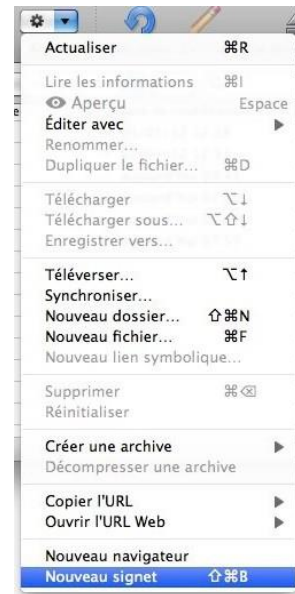 Actualiser ⌘R
Lire les informations ⌘I
Aperçu Espace
Éditer avec
Renommer...
Dupliquer le fichier... ⌘D
Télécharger ⌥↓
Télécharger sous... ⌥⇧↓
Enregistrer vers...
Téléverser... ⌥↑
Synchroniser...
Nouveau dossier... ⇧⌘N
Nouveau fichier... ⌘F
Nouveau lien symbolique...
Supprimer ⌘⌫
Réinitialiser
Créer une archive
Décompresser une archive
Copier l'URL
Ouvrir l'URL Web
Nouveau navigateur
Nouveau signet ⇧⌘B